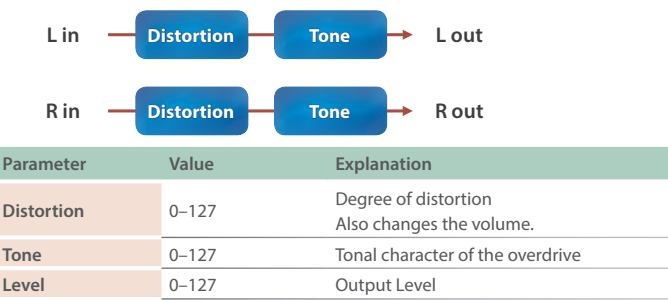 L in Distortion Tone L out
R in Distortion Tone R out
Parameter Value Explanation
Distortion 0–127 Degree of distortion
Also changes the volume.
Tone 0–127 Tonal character of the overdrive
Level 0–127 Output Level